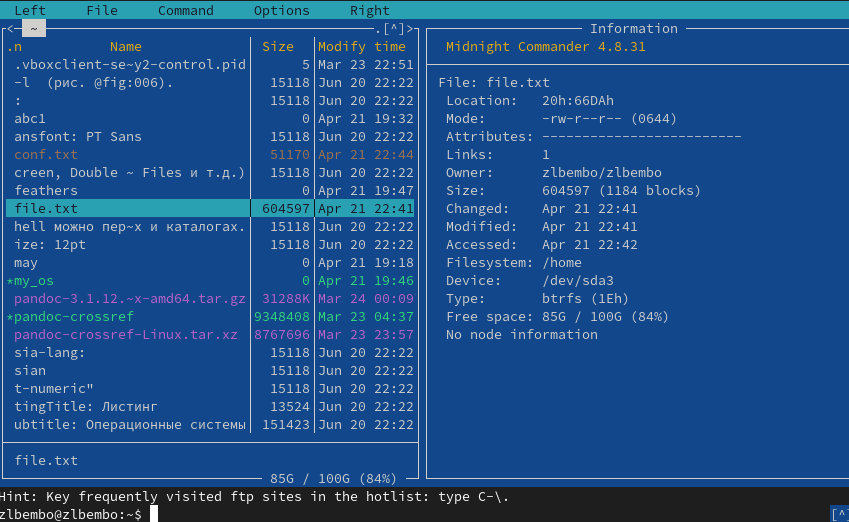 Left File Command Options Right
<─ ~ .[^]>
Information
.n Name Size Modify time
Midnight Commander 4.8.31
.vboxclient-se~y2-control.pid 5 Mar 23 22:51
-l (рис. @fig:006). 15118 Jun 20 22:22
File: file.txt
: 15118 Jun 20 22:22
Location: 20h:66DAh
abc1 0 Apr 21 19:32
Mode: -rw-r--r-- (0644)
ansfont: PT Sans 15118 Jun 20 22:22
Attributes: -------------------------
conf.txt 51170 Apr 21 22:44
Links: 1
creen, Double ~ Files и т.д.) 15118 Jun 20 22:22
Owner: zlbembo/zlbembo
feathers 0 Apr 21 19:47
Size: 604597 (1184 blocks)
file.txt 604597 Apr 21 22:41
Changed: Apr 21 22:41
hell можно пер~х и каталогах. 15118 Jun 20 22:22
Modified: Apr 21 22:41
ize: 12pt 15118 Jun 20 22:22
Accessed: Apr 21 22:42
may 0 Apr 21 19:18
Filesystem: /home
*my_os 0 Apr 21 19:46
Device: /dev/sda3
pandoc-3.1.12.~x-amd64.tar.gz 31288K Mar 24 00:09
Type: btrfs (1Eh)
*pandoc-crossref 9348408 Mar 23 04:37
Free space: 85G / 100G (84%)
pandoc-crossref-Linux.tar.xz 8767696 Mar 23 23:57
No node information
sia-lang: 15118 Jun 20 22:22
sian 15118 Jun 20 22:22
t-numeric" 15118 Jun 20 22:22
tingTitle: Листинг 13524 Jun 20 22:22
ubtitle: Операционные системы 151423 Jun 20 22:22
file.txt
85G / 100G (84%)
Hint: Key frequently visited ftp sites in the hotlist: type C-\.
zlbembo@zlbembo:~$ [^]